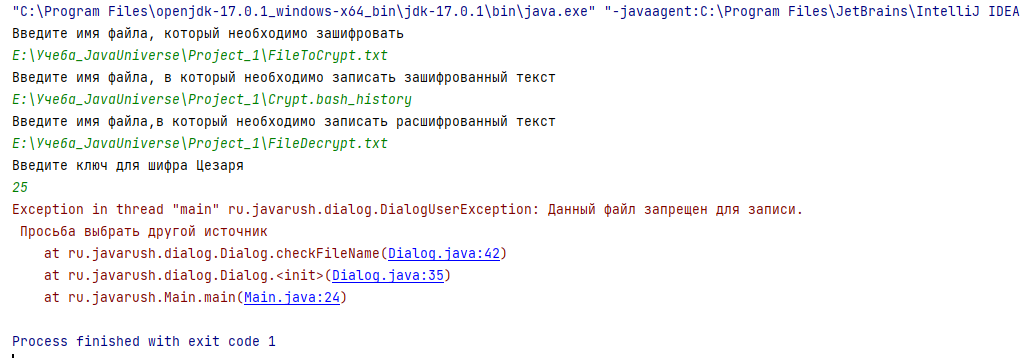 "C:\Program Files\openjdk-17.0.1_windows-x64_bin\jdk-17.0.1\bin\java.exe" "-javaagent:C:\Program Files\JetBrains\IntelliJ IDEA
Введите имя файла, который необходимо зашифровать
E:\Учеба_JavaUniverse\Project_1\FileToCrypt.txt
Введите имя файла, в который необходимо записать зашифрованный текст
E:\Учеба_JavaUniverse\Project_1\Crypt.bash_history
Введите имя файла,в который необходимо записать расшифрованный текст
E:\Учеба_JavaUniverse\Project_1\FileDecrypt.txt
Введите ключ для шифра Цезаря
25
Exception in thread "main" ru.javarush.dialog.DialogUserException: Данный файл запрещен для записи.
Просьба выбрать другой источник
at ru.javarush.dialog.Dialog.checkFileName(Dialog.java:42)
at ru.javarush.dialog.Dialog.<init>(Dialog.java:35)
at ru.javarush.Main.main(Main.java:24)
Process finished with exit code 1